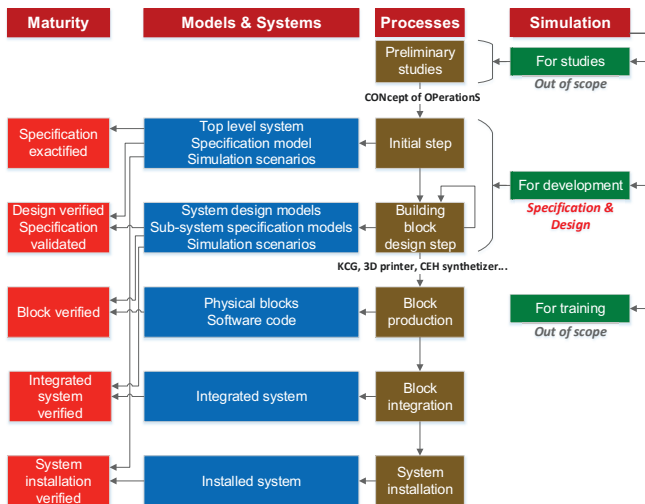 Maturity
Models & Systems
Processes
Simulation
Preliminary
studies
For studies
Out of scope
CONcept of OPerationS
Specification
exactified
Top level system
Specification model
Simulation scenarios
Initial step
For development
Specification &
Design
Design verified
Specification
validated
System design models
Sub-system specification models
Simulation scenarios
Building
block
design step
KCG, 3D printer, CEH synthetizer...
Block verified
Physical blocks
Software code
Block
production
For training
Out of scope
Integrated
system
verified
Integrated system
Block
integration
System
installation
verified
Installed system
System
installation